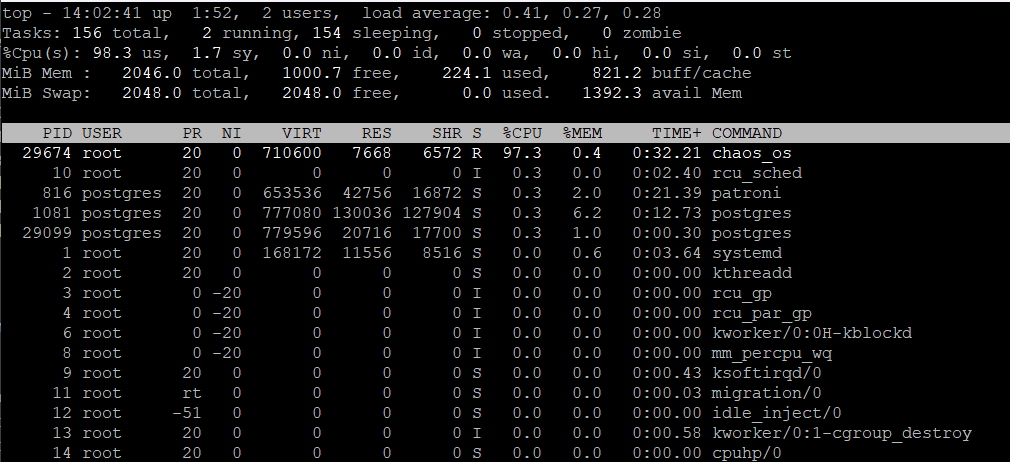 top - 14:02:41 up  1:52,  2 users,  load average: 0.41, 0.27, 0.28
Tasks: 156 total,   2 running, 154 sleeping,   0 stopped,   0 zombie
%Cpu(s): 98.3 us,  1.7 sy,  0.0 ni,  0.0 id,  0.0 wa,  0.0 hi,  0.0 si,  0.0 st
MiB Mem :   2046.0 total,   1000.7 free,    224.1 used,    821.2 buff/cache
MiB Swap:   2048.0 total,   2048.0 free,      0.0 used.   1392.3 avail Mem
PID USER      PR  NI    VIRT    RES    SHR S  %CPU  %MEM     TIME+ COMMAND
29674 root      20   0  710600   7668   6572 R  97.3   0.4   0:32.21 chaos_os
10 root      20   0       0      0      0 I   0.3   0.0   0:02.40 rcu_sched
816 postgres  20   0  653536  42756  16872 S   0.3   2.0   0:21.39 patroni
1081 postgres  20   0  777080 130036 127904 S   0.3   6.2   0:12.73 postgres
29099 postgres  20   0  779596  20716  17700 S   0.3   1.0   0:00.30 postgres
1 root      20   0  168172  11556   8516 S   0.0   0.6   0:03.64 systemd
2 root      20   0       0      0      0 S   0.0   0.0   0:00.00 kthreadd
3 root       0 -20       0      0      0 I   0.0   0.0   0:00.00 rcu_gp
4 root       0 -20       0      0      0 I   0.0   0.0   0:00.00 rcu_par_gp
6 root       0 -20       0      0      0 I   0.0   0.0   0:00.00 kworker/0:0H-kblockd
8 root       0 -20       0      0      0 I   0.0   0.0   0:00.00 mm_percpu_wq
9 root      20   0       0      0      0 S   0.0   0.0   0:00.43 ksoftirqd/0
11 root      rt   0       0      0      0 S   0.0   0.0   0:00.03 migration/0
12 root     -51   0       0      0      0 S   0.0   0.0   0:00.00 idle_inject/0
13 root      20   0       0      0      0 I   0.0   0.0   0:00.58 kworker/0:1-cgroup_destroy
14 root      20   0       0      0      0 S   0.0   0.0   0:00.00 cpuhp/0